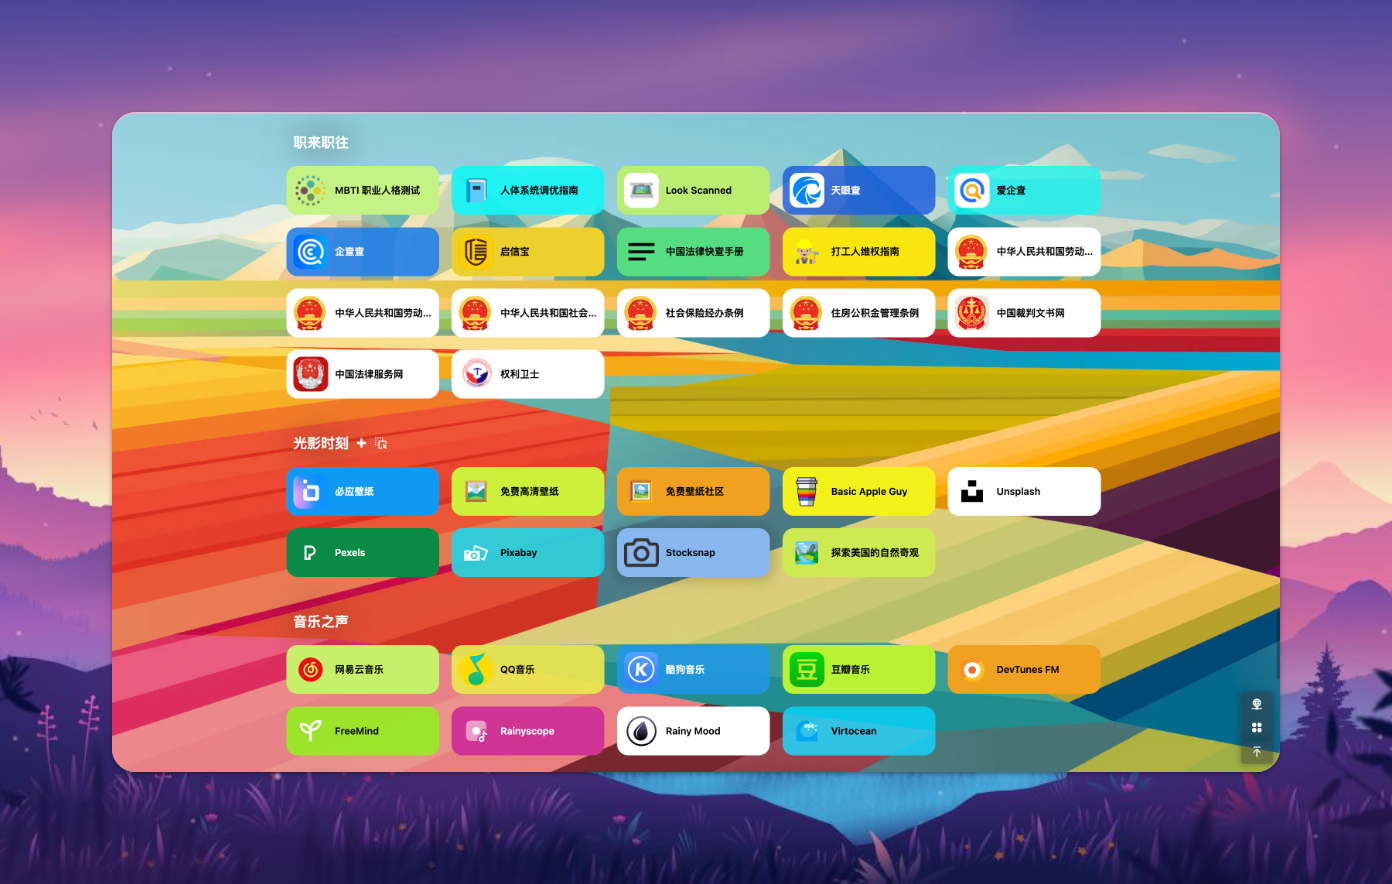 职来职往
MBTI 职业人格测试
人体系统调优指南
Look Scanned
天眼查
爱企查
企查查
启信宝
中国法律快查手册
打工人维权指南
中华人民共和国劳动...
中华人民共和国劳动...
中华人民共和国社会...
社会保险经办条例
住房公积金管理条例
中国裁判文书网
中国法律服务网
权利卫士
光影时刻
必应壁纸
免费高清壁纸
免费壁纸社区
Basic Apple Guy
Unsplash
Pexels
Pixabay
Stocksnap
探索美国的自然奇观
音乐之声
网易云音乐
QQ音乐
酷狗音乐
豆瓣音乐
DevTunes FM
FreeMind
Rainyscope
Rainy Mood
Virtocean